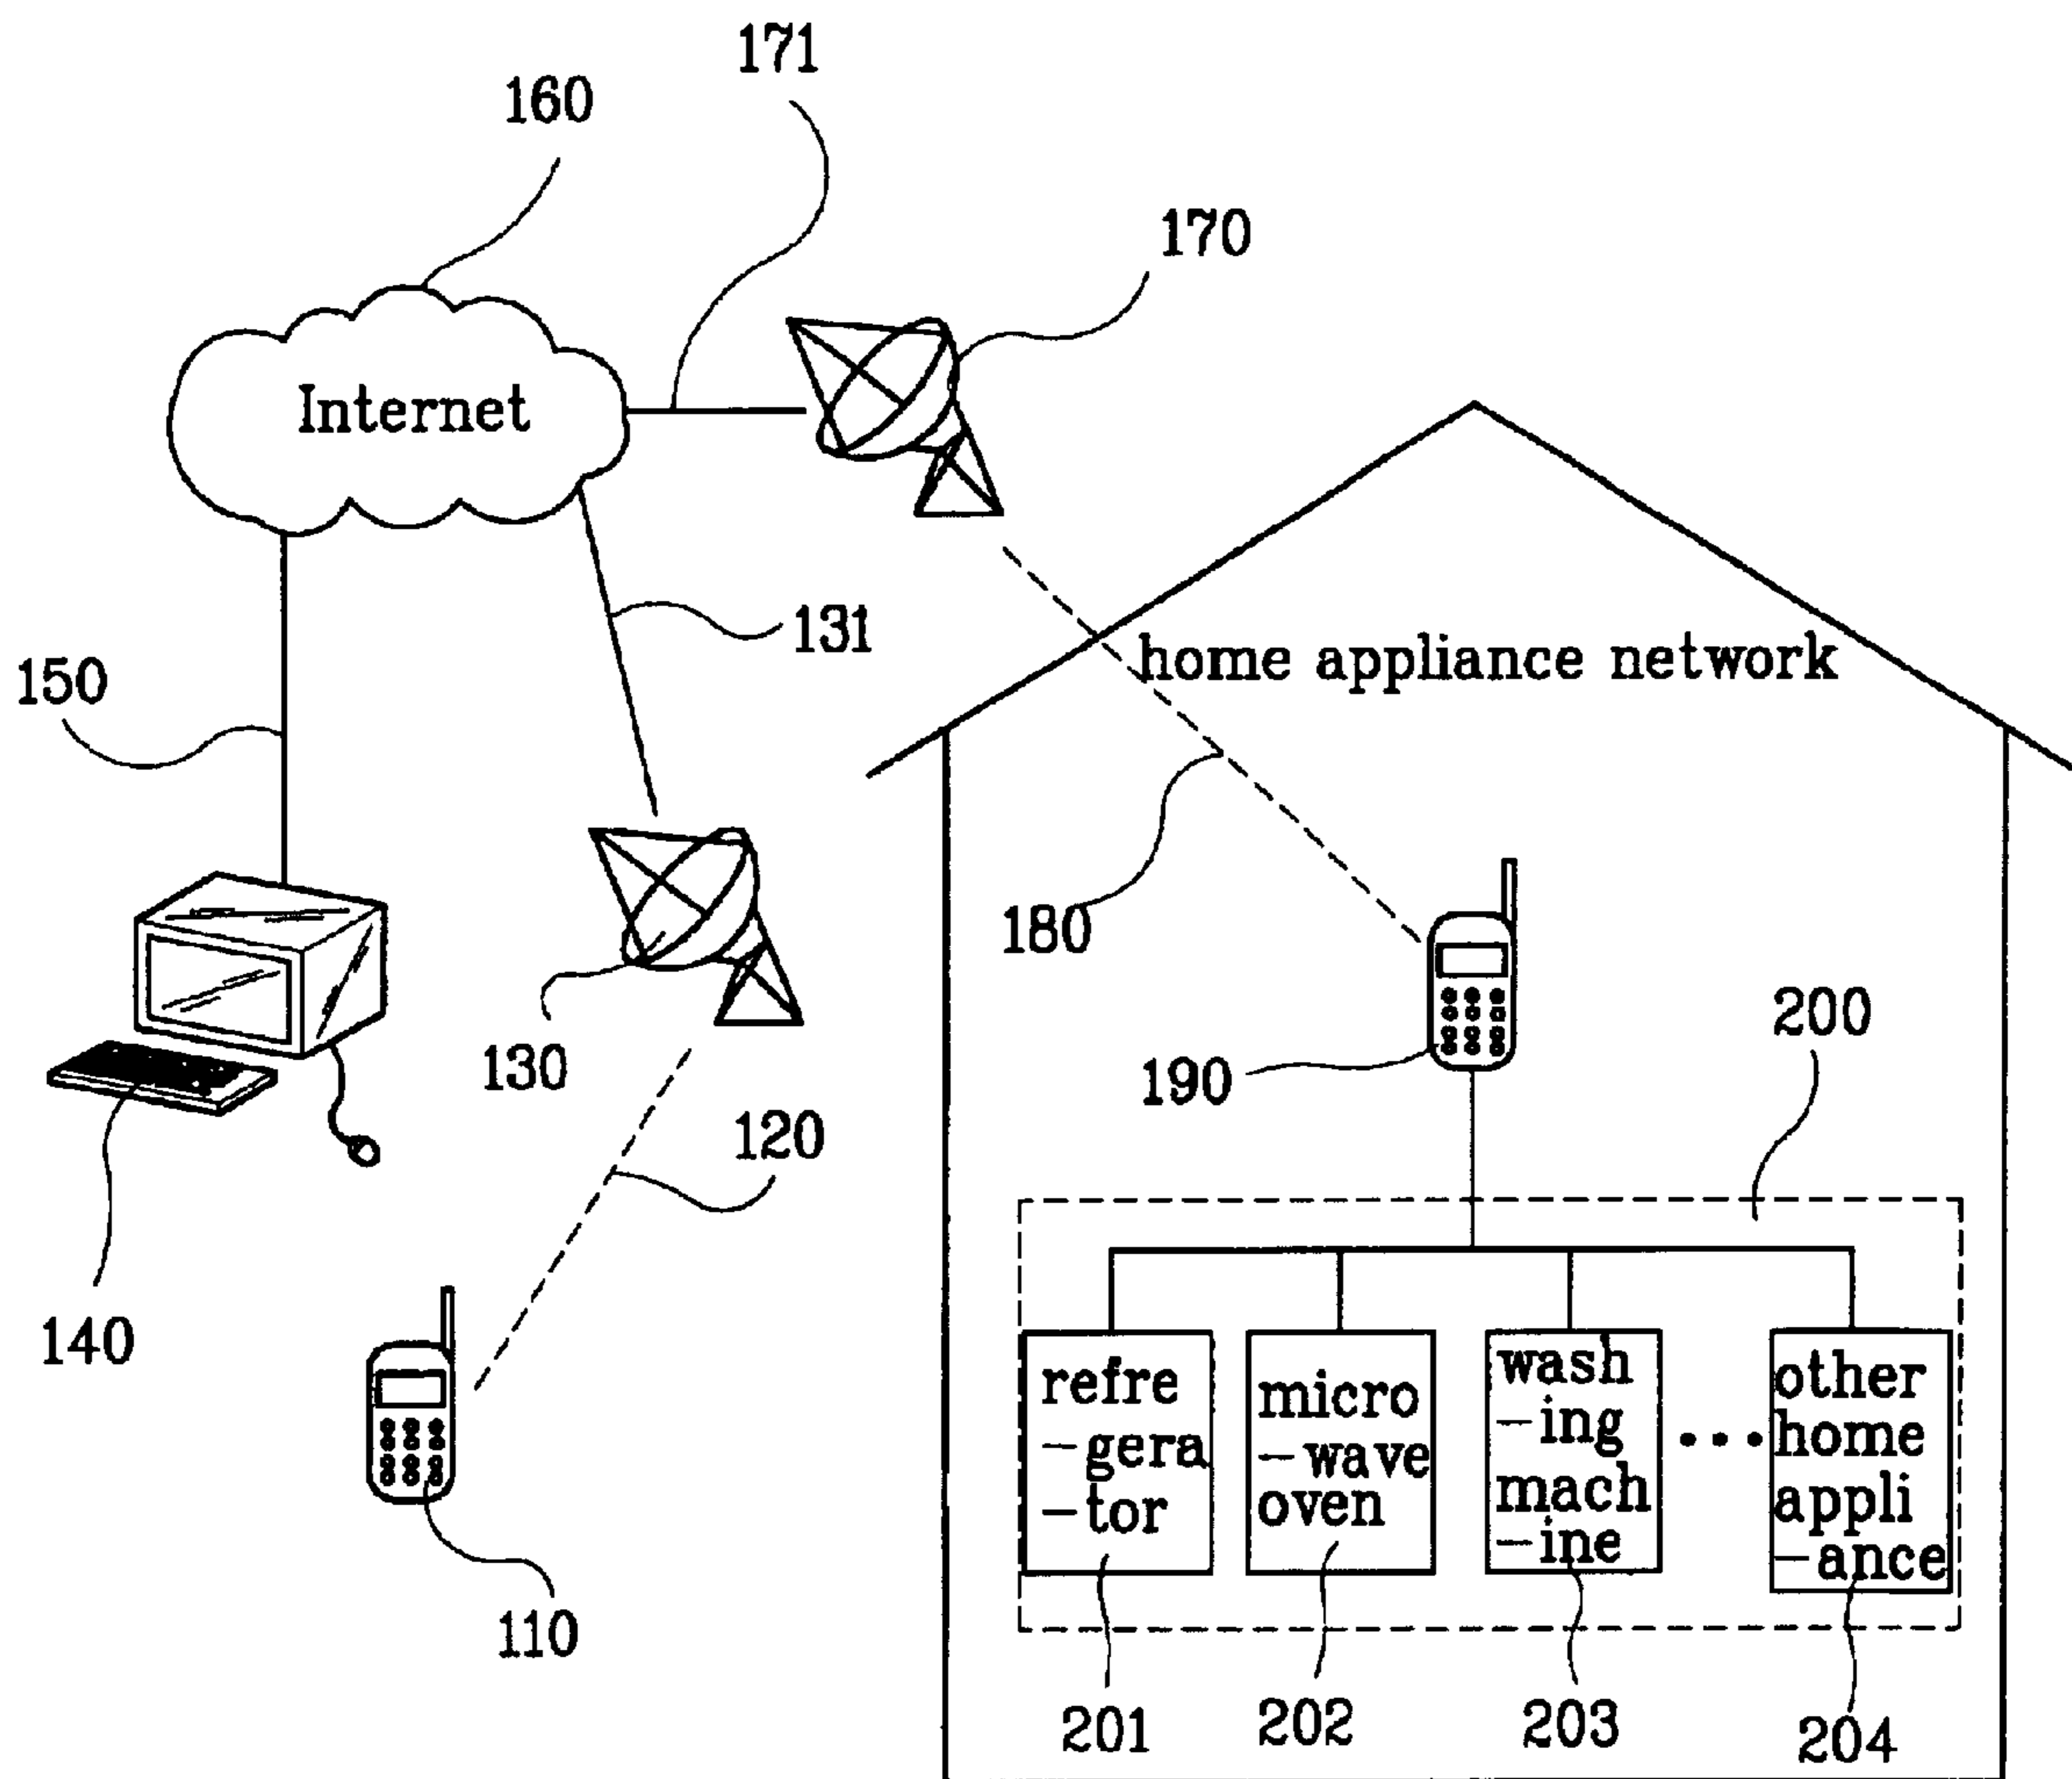 171
160
170
Internet
131
home appliance network
150
180
200
190
130
120
140
refre
-gera
-tor
micro
-wave
oven
wash
-ing
mach
-ine
•••
other
home
appli
-ance
110
201
202
203
204